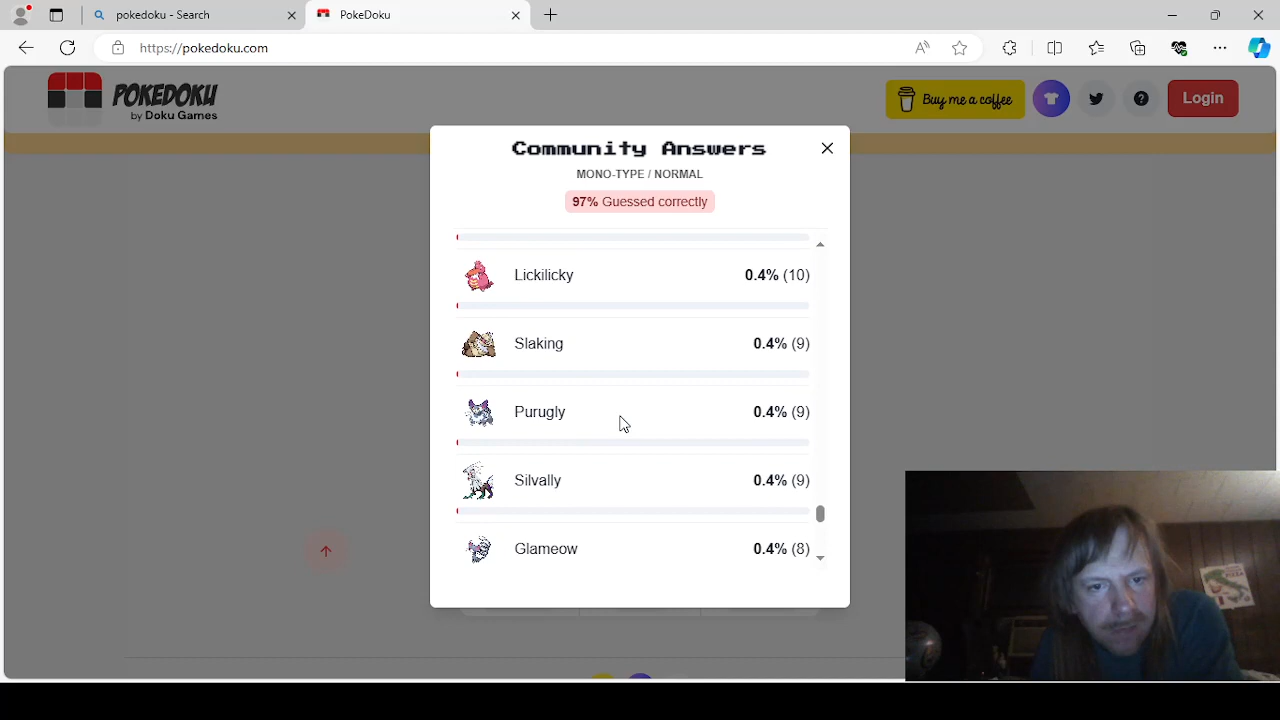 pokedoku - Search
PokeDoku
https://pokedoku.com
POKEDOKU
by Doku Games
Buy me a coffee
Login
Community Answers
MONO-TYPE / NORMAL
97% Guessed correctly
Lickilicky 0.4% (10)
Slaking 0.4% (9)
Purugly 0.4% (9)
Silvally 0.4% (9)
Glameow 0.4% (8)